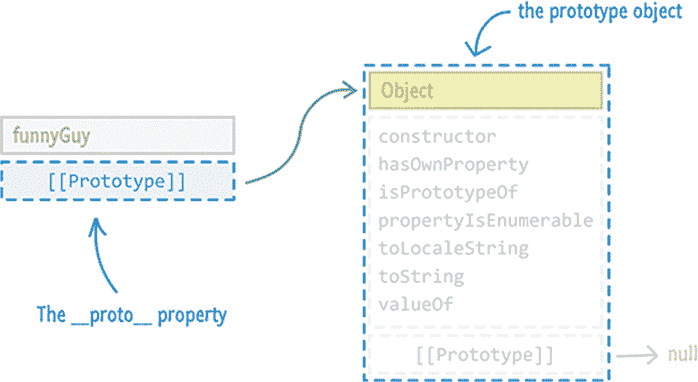 the prototype object
Object
funnyGuy
[[Prototype]]
The __proto__ property
constructor
hasOwnProperty
isPrototypeOf
propertyIsEnumerable
toLocaleString
toString
valueOf
[[Prototype]]
null